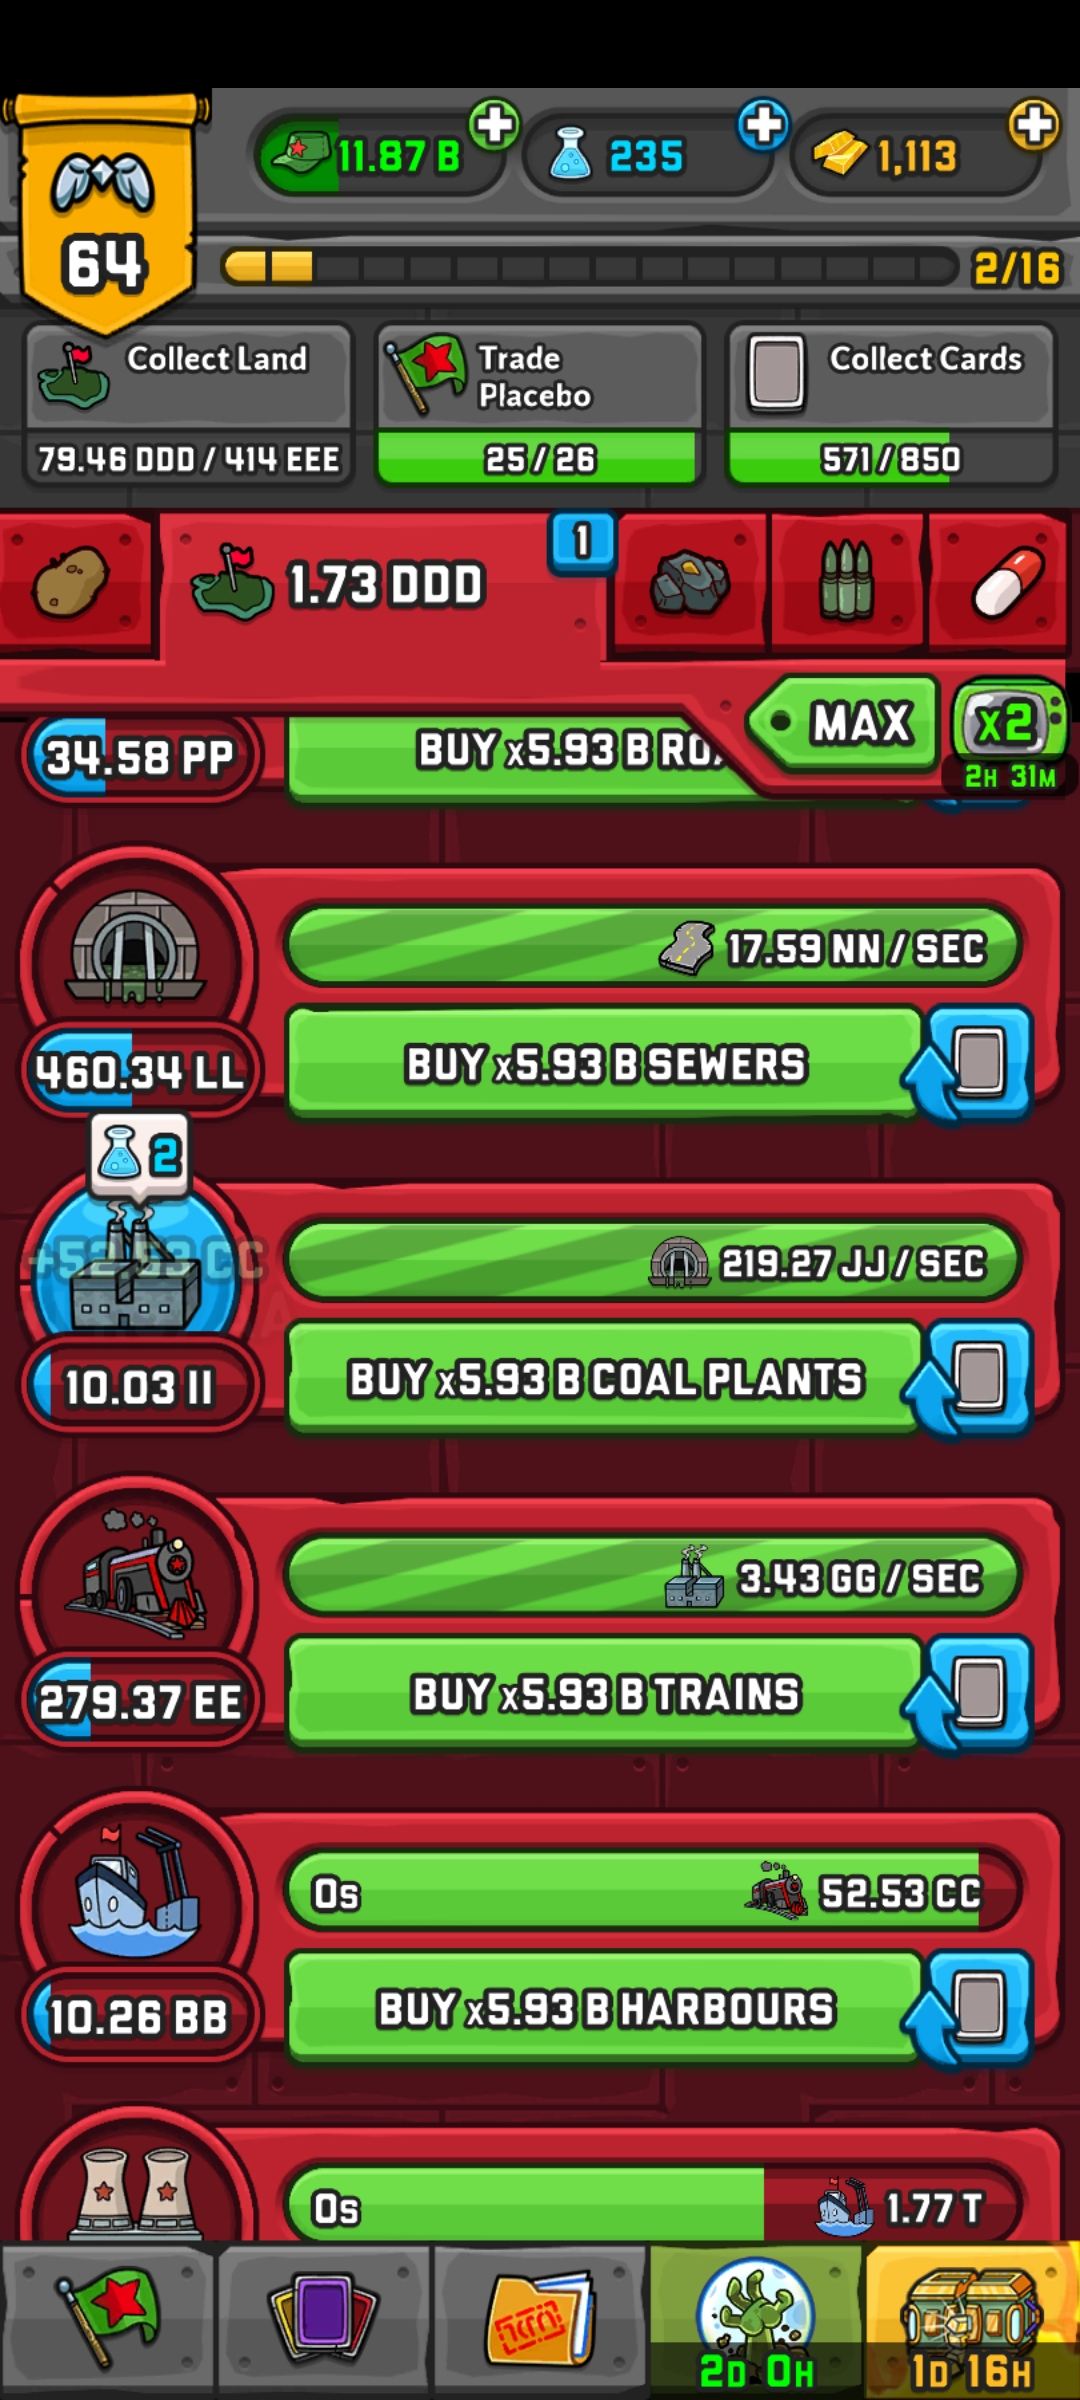 11.87 B
235
1,113
64
2/16
Collect Land
79.46 DDD / 414 EEE
Trade
Placebo
25 / 26
Collect Cards
571 / 850
1.73 DDD
1
MAX
X2
2H 31M
34.58 PP
BUY x5.93 B RO
17.59 NN / SEC
460.34 LL
BUY x5.93 B SEWERS
2
+52.53 CC
219.27 JJ / SEC
10.03 II
BUY x5.93 B COAL PLANTS
3.43 GG / SEC
279.37 EE
BUY x5.93 B TRAINS
0s
52.53 CC
10.26 BB
BUY x5.93 B HARBOURS
0s
1.77 T
2D 0H
1D 16H